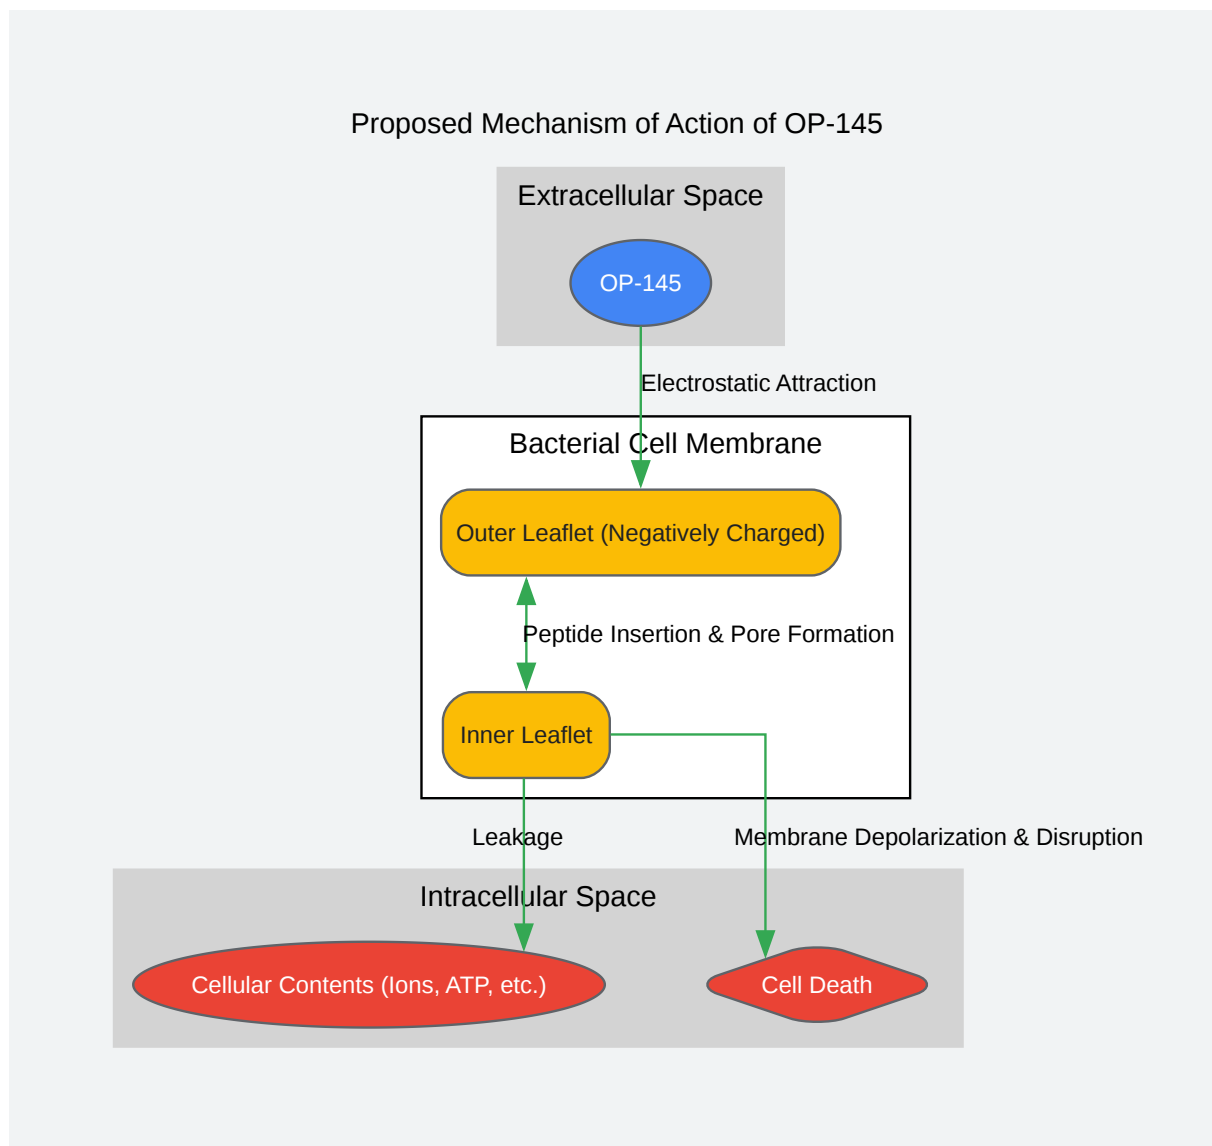 Proposed Mechanism of Action of OP-145
Extracellular Space
OP-145
Electrostatic Attraction
Bacterial Cell Membrane
Outer Leaflet (Negatively Charged)
Peptide Insertion & Pore Formation
Inner Leaflet
Leakage
Membrane Depolarization & Disruption
Intracellular Space
Cellular Contents (Ions, ATP, etc.)
Cell Death